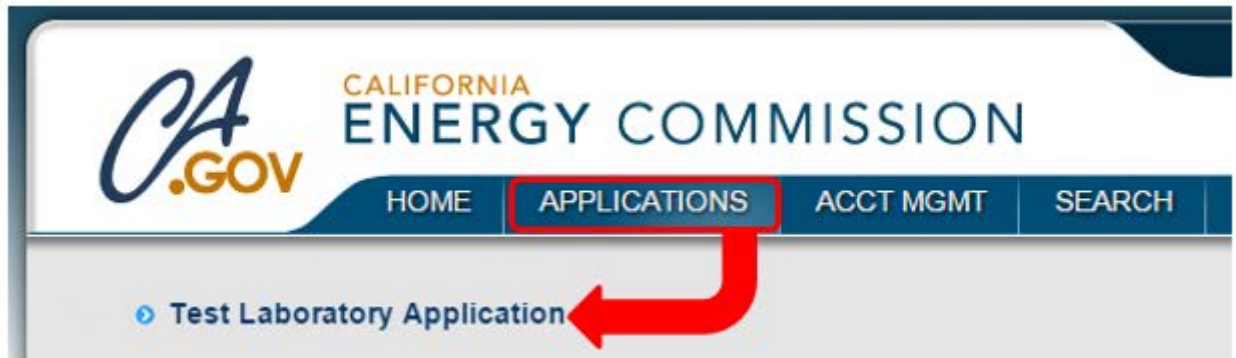 CA
.GOV
CALIFORNIA
ENERGY COMMISSION
HOME APPLICATIONS ACCT MGMT SEARCH
Test Laboratory Application